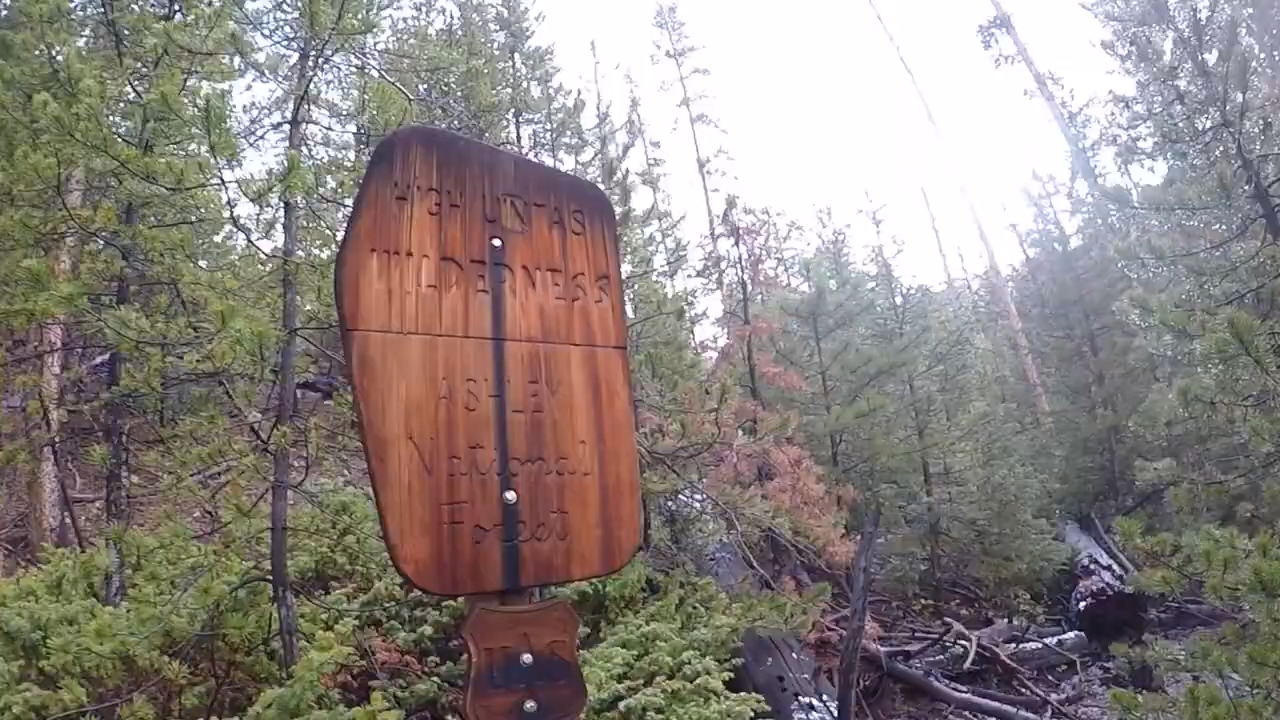 HIGH UINTAS
WILDERNESS
ASHLEY
National
Forest